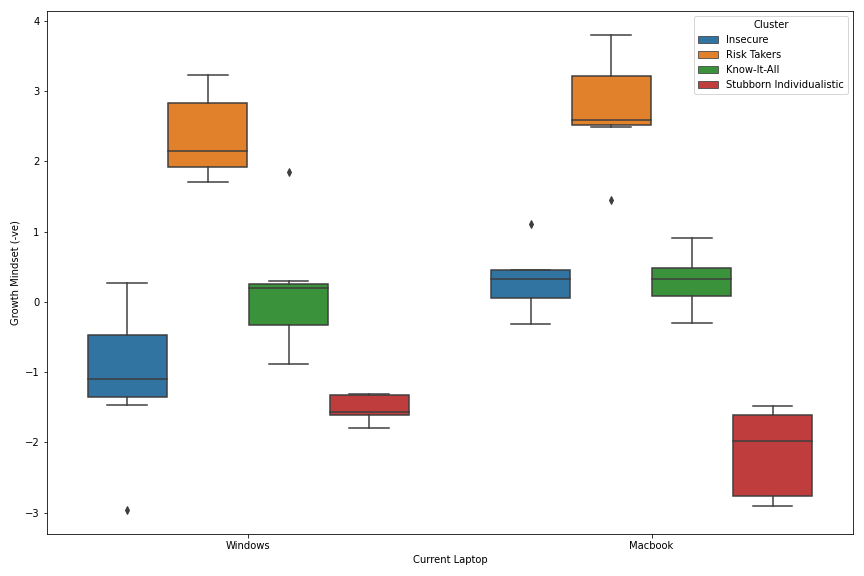 Cluster
Insecure
Risk Takers
Know-It-All
Stubborn Individualistic
4
3
2
1
0
−1
−2
−3
Growth Mindset (-ve)
Windows
Macbook
Current Laptop